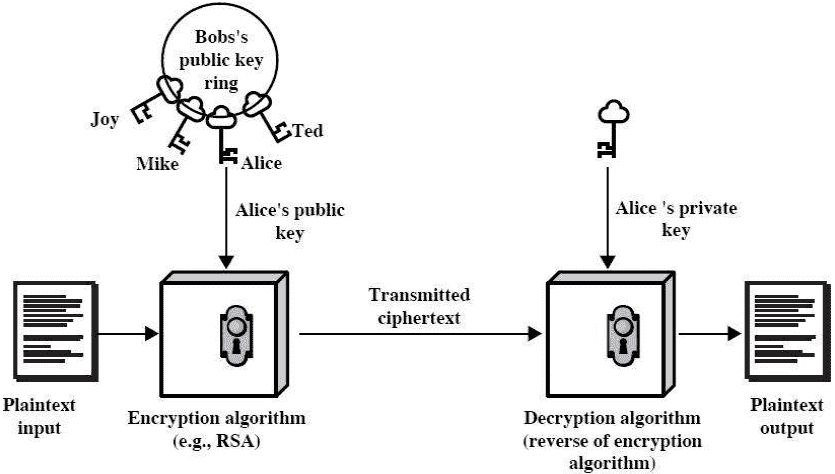 Bobs's
public key
ring
Joy
Mike
Alice
Ted
Alice's public
key
Alice 's private
key
Transmitted
ciphertext
Plaintext
input
Encryption algorithm
(e.g., RSA)
Decryption algorithm
(reverse of encryption
algorithm)
Plaintext
output